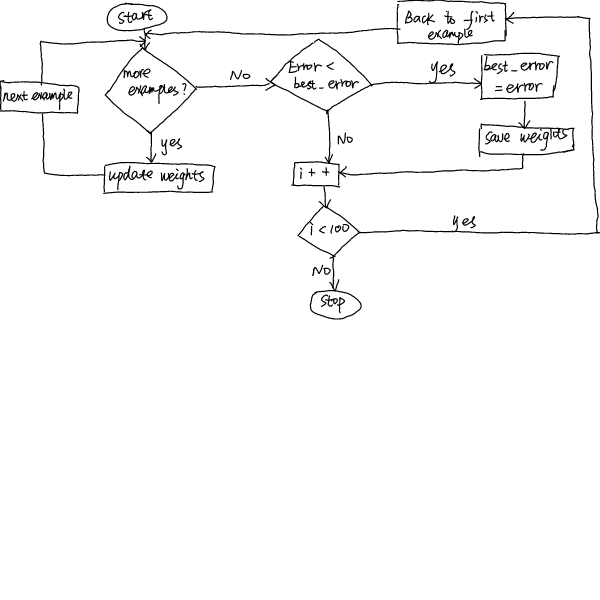 Start
Back to first
example
more
examples?
No
Error <
best_error
yes
best_error
= error
next example
yes
save weights
No
update weights
i + +
i < 100
yes
No
Stop